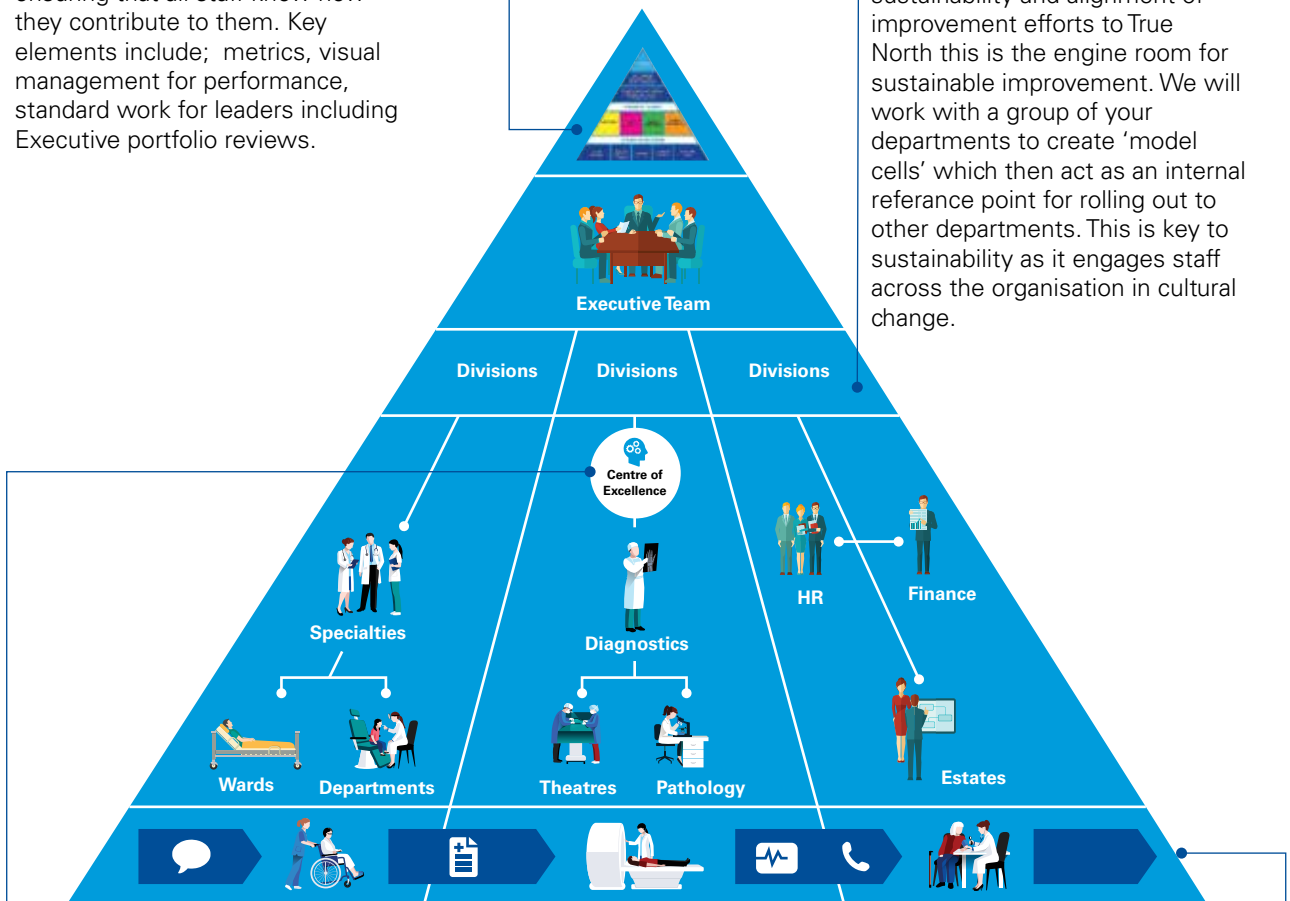 they contribute to them. Key
elements include; metrics, visual
management for performance,
standard work for leaders including
Executive portfolio reviews.
improvement efforts to True
North this is the engine room for
sustainable improvement. We will
work with a group of your
departments to create ‘model
cells’ which then act as an internal
referance point for rolling out to
other departments. This is key to
sustainability as it engages staff
across the organisation in cultural
change.
Executive Team
Divisions
Divisions
Divisions
Centre of
Excellence
HR
Finance
Specialties
Diagnostics
Wards
Departments
Theatres
Pathology
Estates